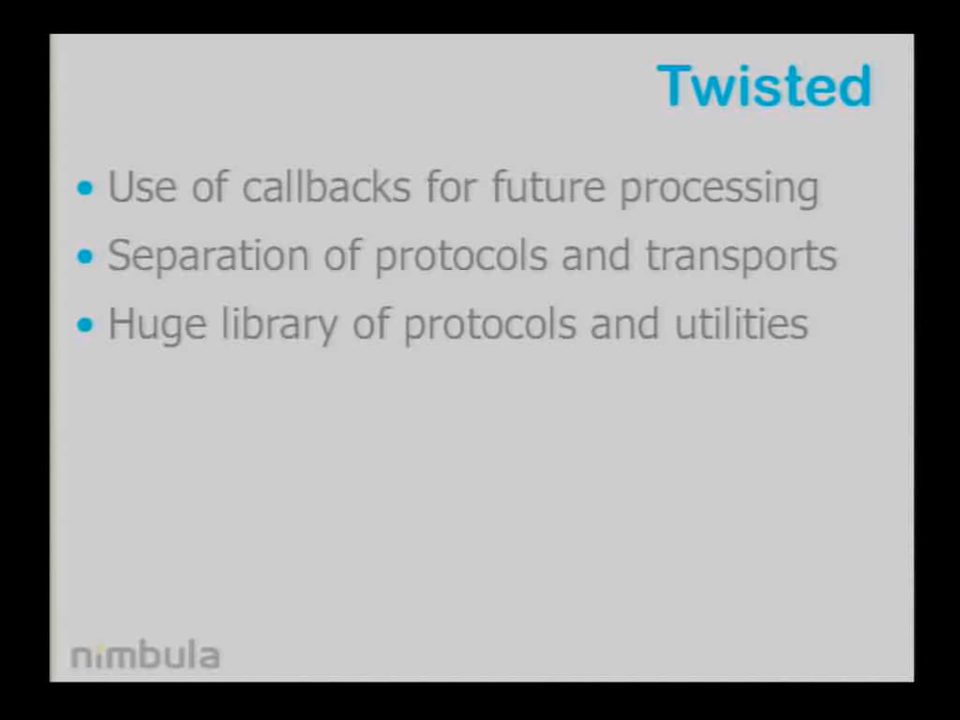 Twisted
• Use of callbacks for future processing
• Separation of protocols and transports
• Huge library of protocols and utilities
nimbula